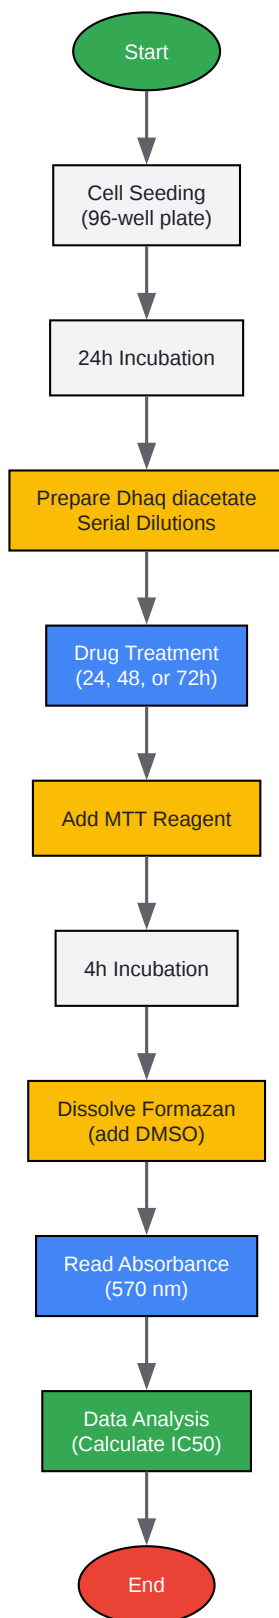 Start
Cell Seeding
(96-well plate)
24h Incubation
Prepare Dhaq diacetate
Serial Dilutions
Drug Treatment
(24, 48, or 72h)
Add MTT Reagent
4h Incubation
Dissolve Formazan
(add DMSO)
Read Absorbance
(570 nm)
Data Analysis
(Calculate IC50)
End